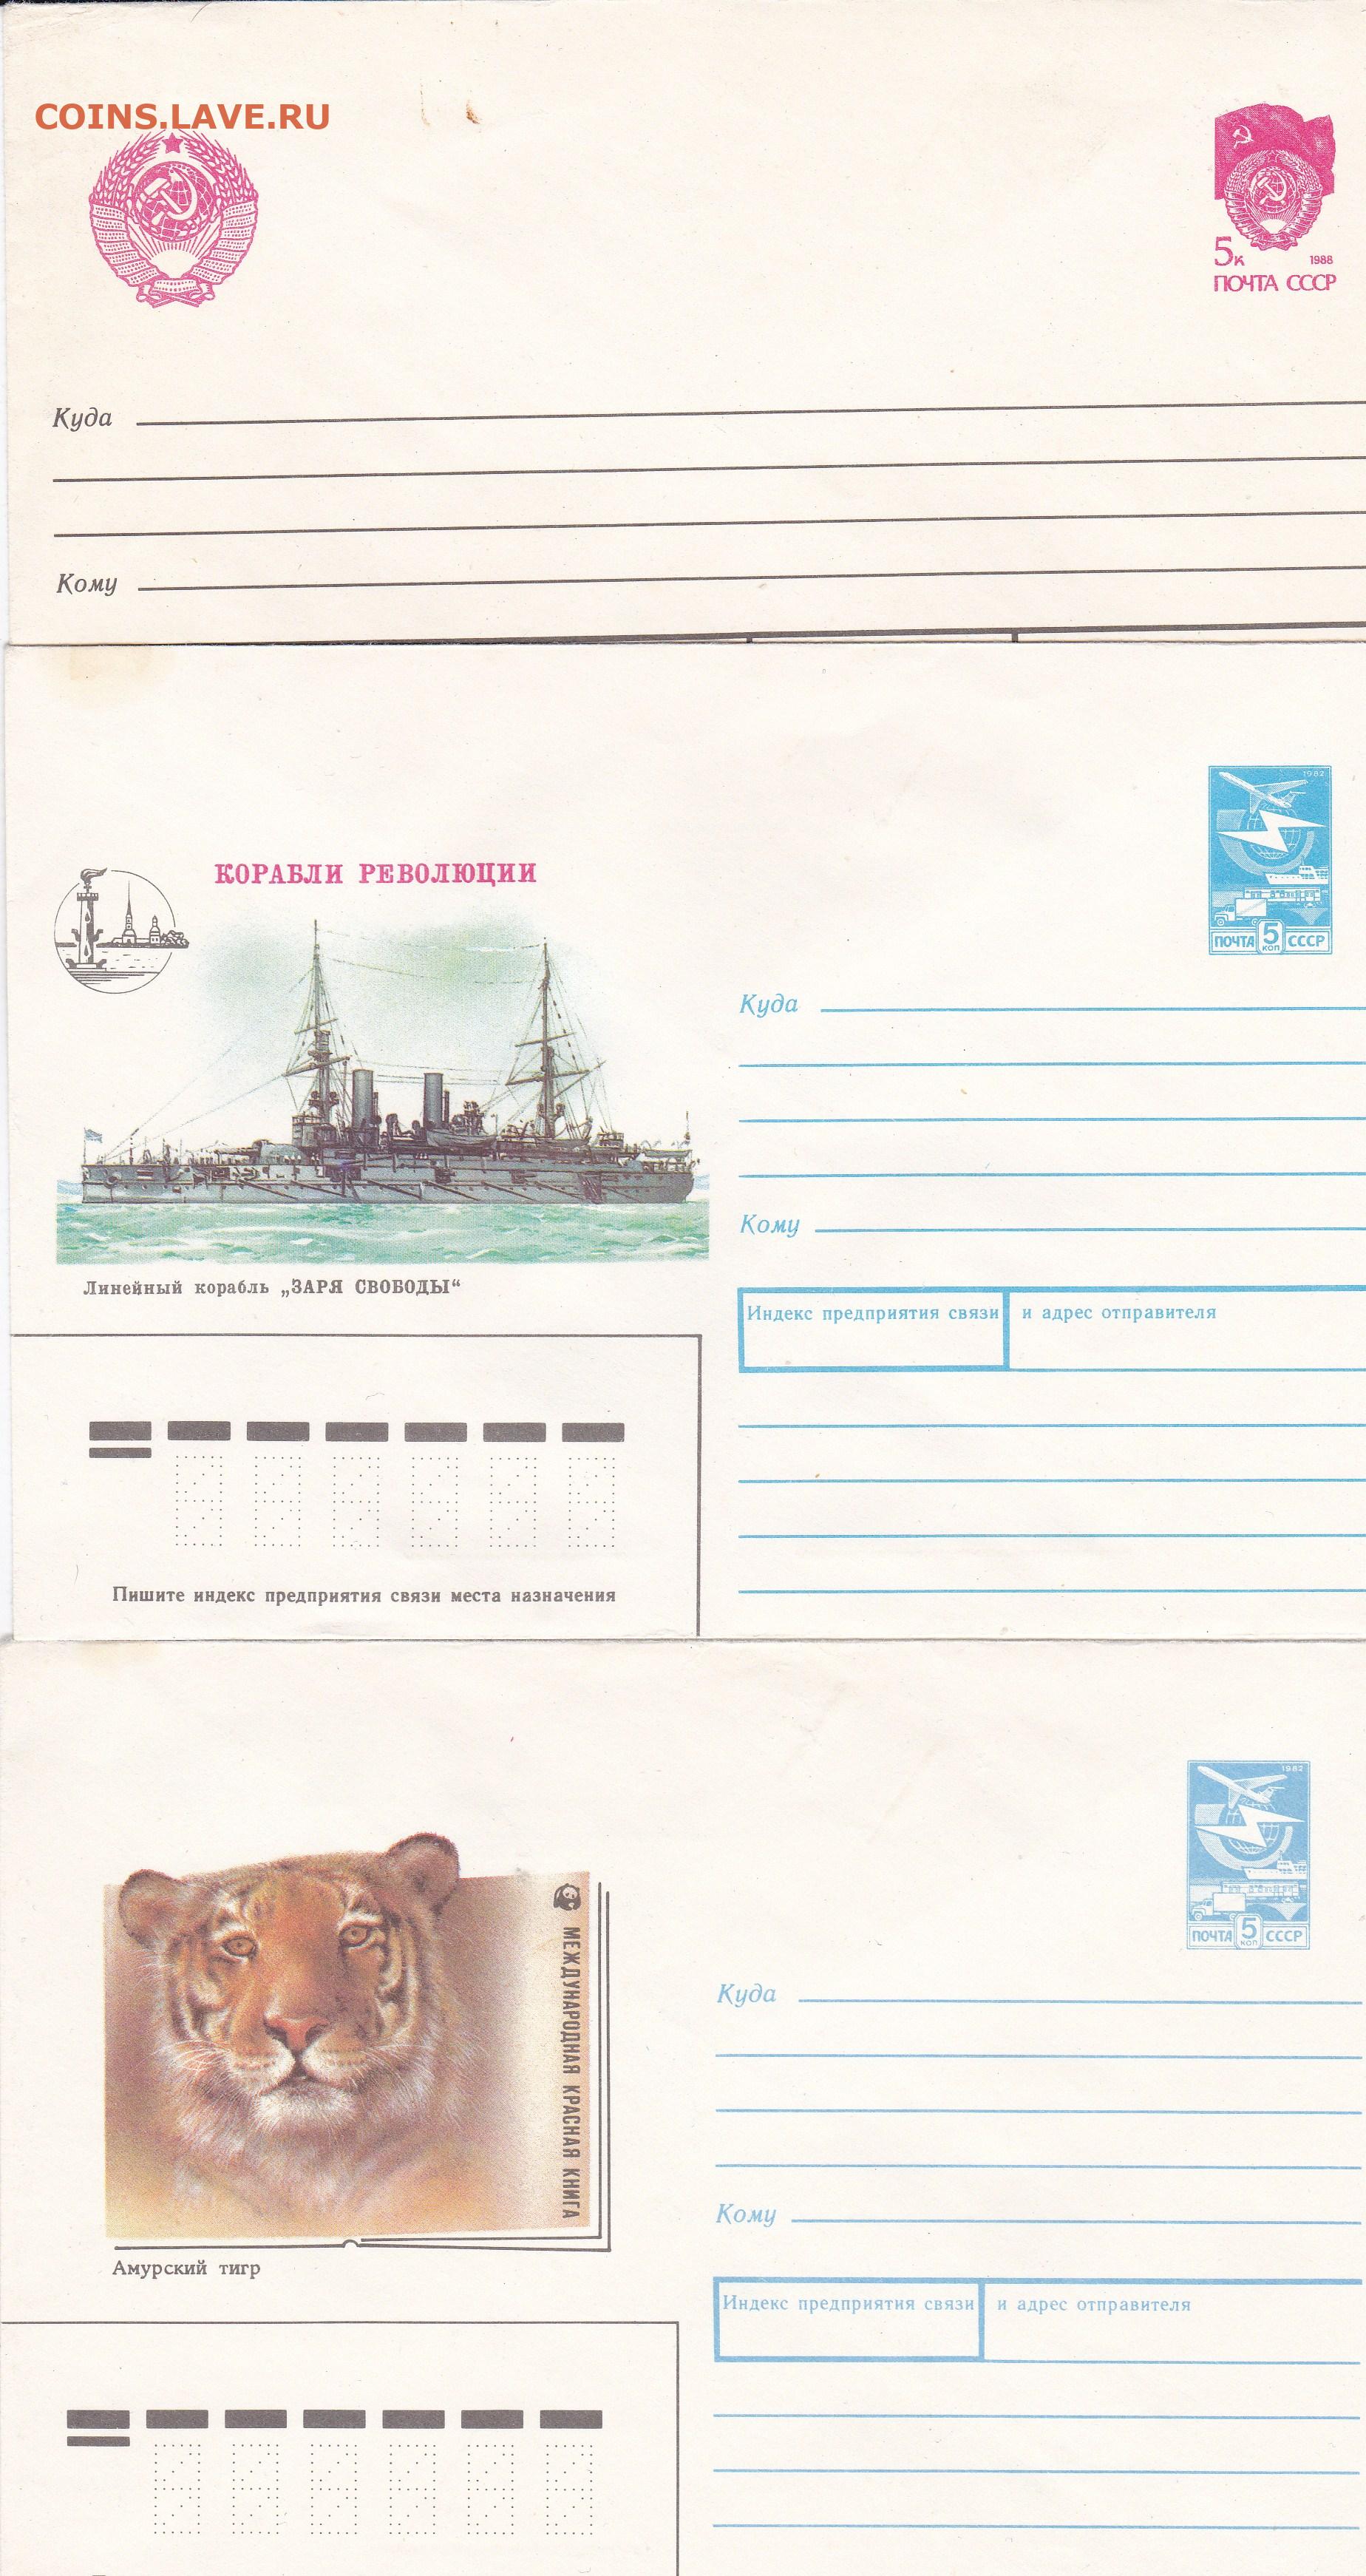 COINS.LAVE.RU
5к 1988
ПОЧТА СССР
Куда
Кому
1982
КОРАБЛИ РЕВОЛЮЦИИ
ПОЧТА 5 КОП СССР
Куда
Кому
Линейный корабль „ЗАРЯ СВОБОДЫ“
Индекс предприятия связи и адрес отправителя
Пишите индекс предприятия связи места назначения
1982
ПОЧТА 5 КОП СССР
МЕЖДУНАРОДНАЯ КРАСНАЯ КНИГА
Куда
Кому
Амурский тигр
Индекс предприятия связи и адрес отправителя